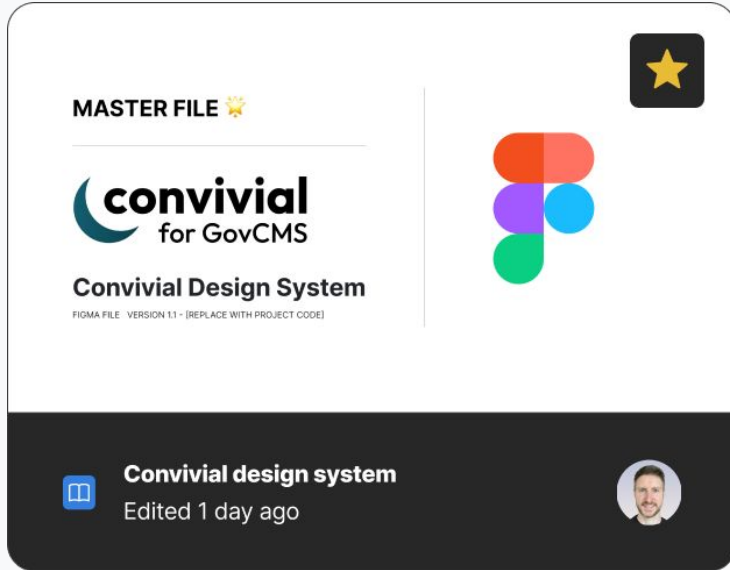 MASTER FILE 🌟
convivial
for GovCMS
Convivial Design System
FIGMA FILE VERSION 1.1 - [REPLACE WITH PROJECT CODE]
Convivial design system
Edited 1 day ago